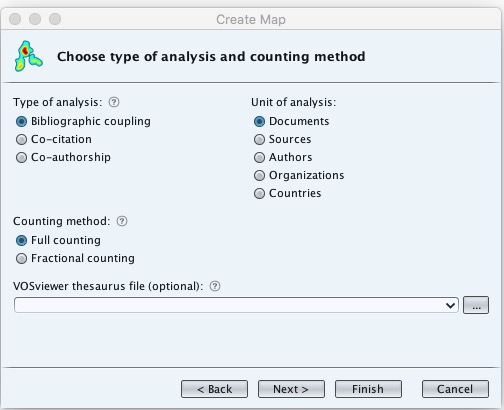 Create Map
Choose type of analysis and counting method
Type of analysis: ?
Bibliographic coupling
Co-citation
Co-authorship
Unit of analysis:
Documents
Sources
Authors
Organizations
Countries
Counting method: ?
Full counting
Fractional counting
VOSviewer thesaurus file (optional): ?
...
< Back Next > Finish Cancel